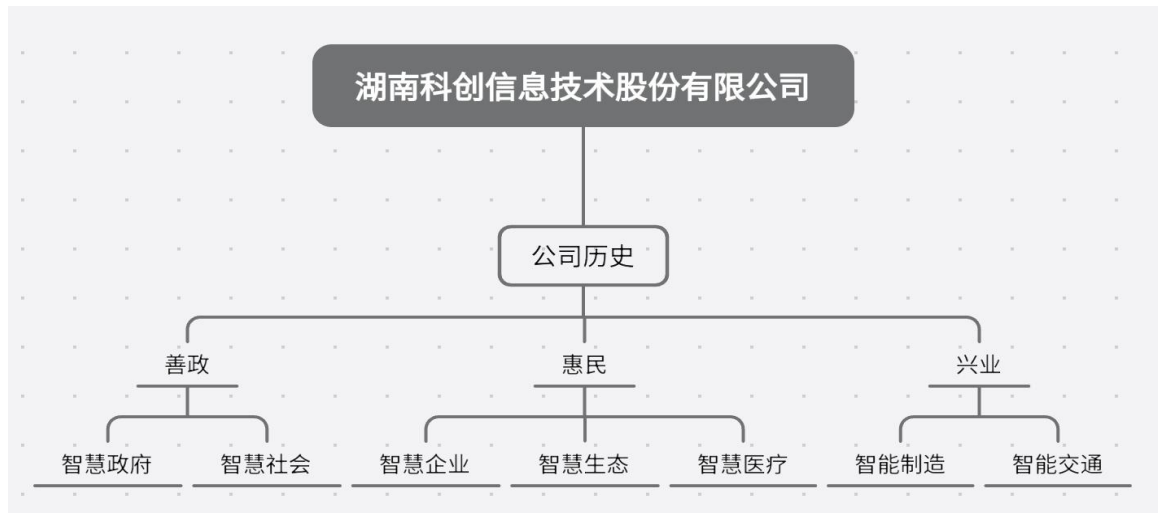 湖南科创信息技术股份有限公司
公司历史
善政 惠民 兴业
智慧政府 智慧社会 智慧企业 智慧生态 智慧医疗 智能制造 智能交通